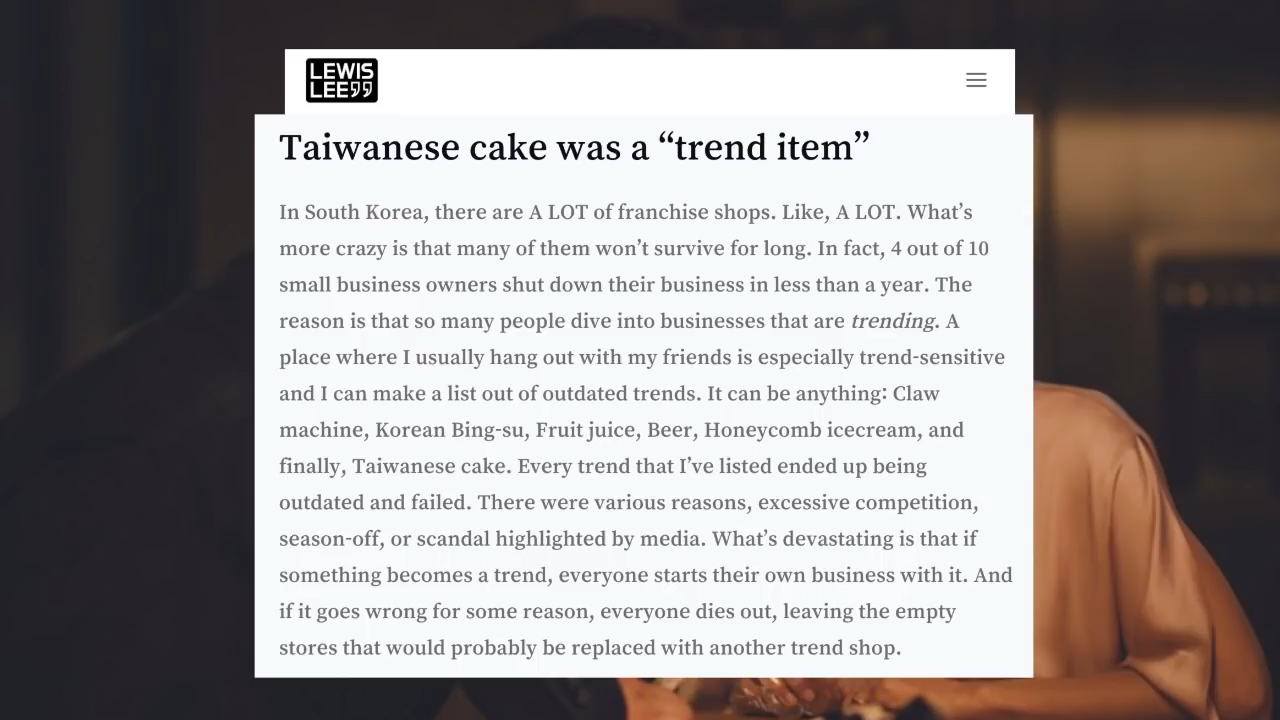 LEWIS
LEE
Taiwanese cake was a “trend item”
In South Korea, there are A LOT of franchise shops. Like, A LOT. What’s
more crazy is that many of them won’t survive for long. In fact, 4 out of 10
small business owners shut down their business in less than a year. The
reason is that so many people dive into businesses that are trending. A
place where I usually hang out with my friends is especially trend-sensitive
and I can make a list out of outdated trends. It can be anything: Claw
machine, Korean Bing-su, Fruit juice, Beer, Honeycomb icecream, and
finally, Taiwanese cake. Every trend that I’ve listed ended up being
outdated and failed. There were various reasons, excessive competition,
season-off, or scandal highlighted by media. What’s devastating is that if
something becomes a trend, everyone starts their own business with it. And
if it goes wrong for some reason, everyone dies out, leaving the empty
stores that would probably be replaced with another trend shop.